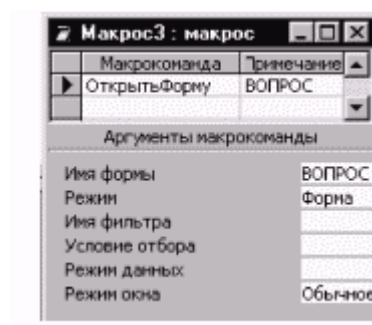 Макрос3 : макрос
Макрокоманда Примечание
ОткрытьФорму ВОПРОС
Аргументы макрокоманды
Имя формы ВОПРОС
Режим Форма
Имя фильтра
Условие отбора
Режим данных
Режим окна Обычное